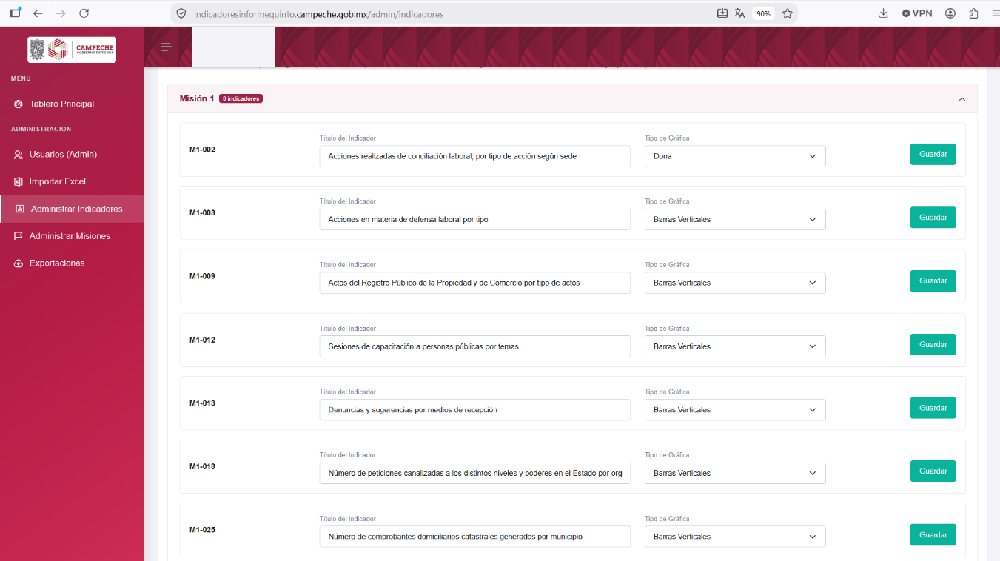 indicadoresinformequinto.campeche.gob.mx/admin/indicadores
90%
VPN
CAMPECHE
GOBIERNO DE TODOS
MENU
Tablero Principal
ADMINISTRACIÓN
Usuarios (Admin)
Importar Excel
Administrar Indicadores
Administrar Misiones
Exportaciones
Misión 1 8 indicadores
M1-002
Título del Indicador
Acciones realizadas de conciliación laboral, por tipo de acción según sede
Tipo de Gráfica
Dona
Guardar
M1-003
Título del Indicador
Acciones en materia de defensa laboral por tipo
Tipo de Gráfica
Barras Verticales
Guardar
M1-009
Título del Indicador
Actos del Registro Público de la Propiedad y de Comercio por tipo de actos
Tipo de Gráfica
Barras Verticales
Guardar
M1-012
Título del Indicador
Sesiones de capacitación a personas públicas por temas.
Tipo de Gráfica
Barras Verticales
Guardar
M1-013
Título del Indicador
Denuncias y sugerencias por medios de recepción
Tipo de Gráfica
Barras Verticales
Guardar
M1-018
Título del Indicador
Número de peticiones canalizadas a los distintos niveles y poderes en el Estado por org
Tipo de Gráfica
Barras Verticales
Guardar
M1-025
Título del Indicador
Número de comprobantes domiciliarios catastrales generados por municipio
Tipo de Gráfica
Barras Verticales
Guardar